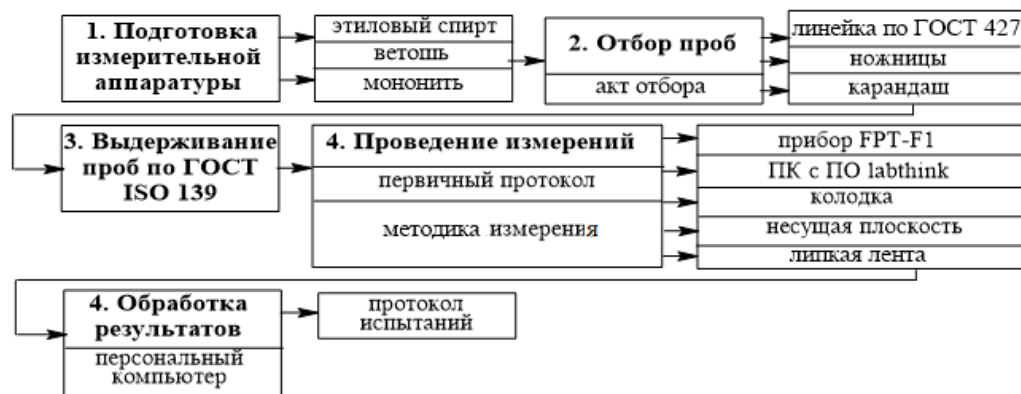 1. Подготовка
измерительной
аппаратуры
этиловый спирт
ветошь
мононить
2. Отбор проб
акт отбора
линейка по ГОСТ 427
ножницы
карандаш
3. Выдерживание
проб по ГОСТ
ISO 139
4. Проведение измерений
первичный протокол
методика измерения
прибор FPT-F1
ПК с ПО labthink
колодка
несущая плоскость
липкая лента
4. Обработка
результатов
персональный
компьютер
протокол
испытаний